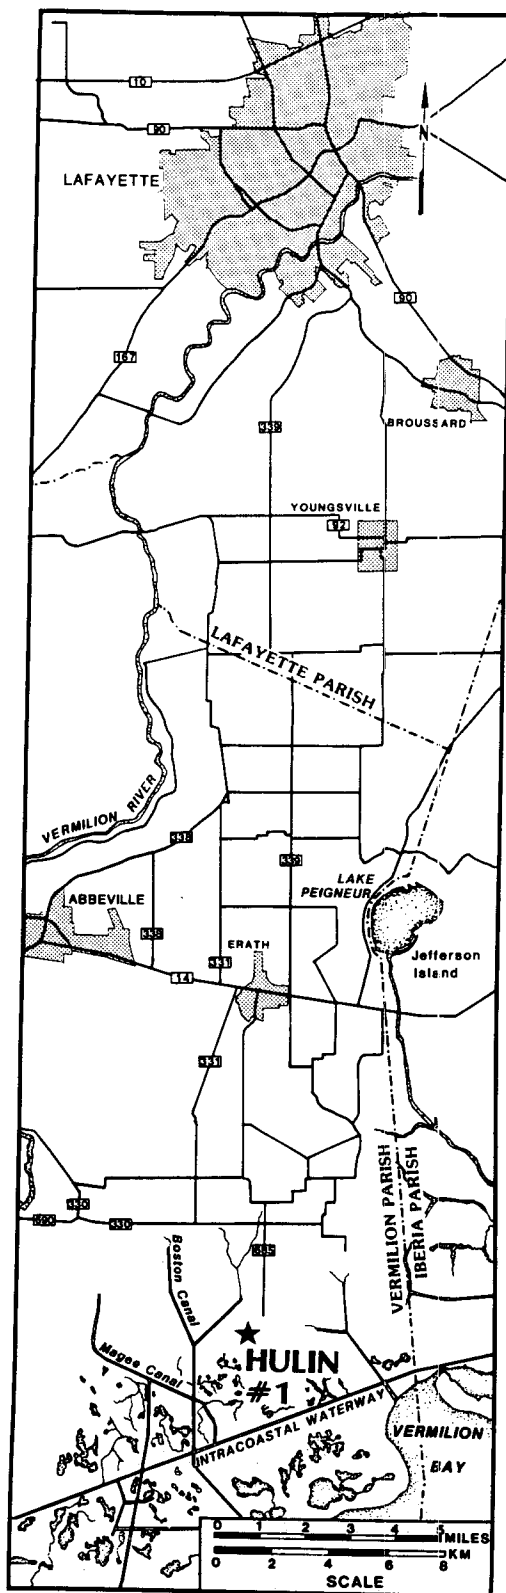 10
90
N
LAFAYETTE
90
167
339
BROUSSARD
YOUNGSVILLE
92
LAFAYETTE PARISH
VERMILION RIVER
338
339
LAKE
PEIGNEUR
ABBEVILLE
338
ERATH
331
Jefferson
Island
14
331
VERMILION PARISH
IBERIA PARISH
330
690
330
685
Boston Canal
HULIN
#1
Magee Canal
INTRACOASTAL WATERWAY
VERMILION
BAY
0 1 2 3 4 5 MILES
0 2 4 6 8 KM
SCALE